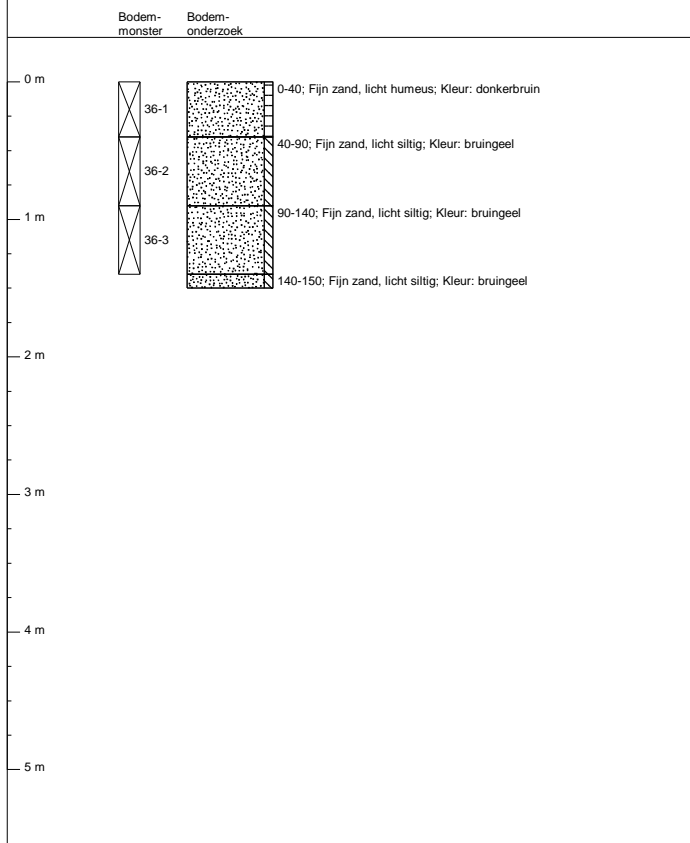 Bodem-
monster
Bodem-
onderzoek
0 m
36-1
0-40; Fijn zand, licht humeus; Kleur: donkerbruin
40-90; Fijn zand, licht siltig; Kleur: bruingeel
36-2
1 m
90-140; Fijn zand, licht siltig; Kleur: bruingeel
36-3
140-150; Fijn zand, licht siltig; Kleur: bruingeel
2 m
3 m
4 m
5 m